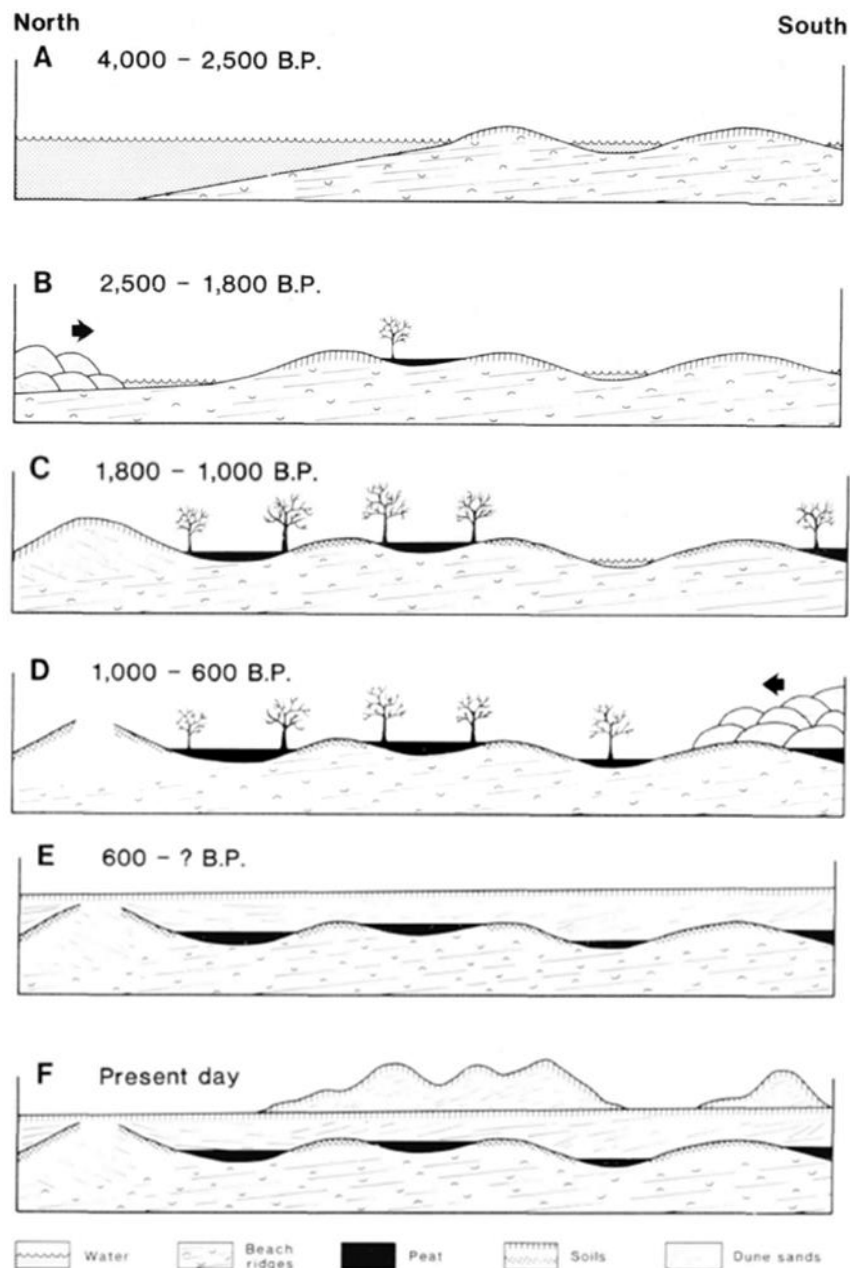 North
South
A 4,000 – 2,500 B.P.
B 2,500 – 1,800 B.P.
C 1,800 – 1,000 B.P.
D 1,000 – 600 B.P.
E 600 – ? B.P.
F Present day
Water
Beach
ridges
Peat
Soils
Dune sands